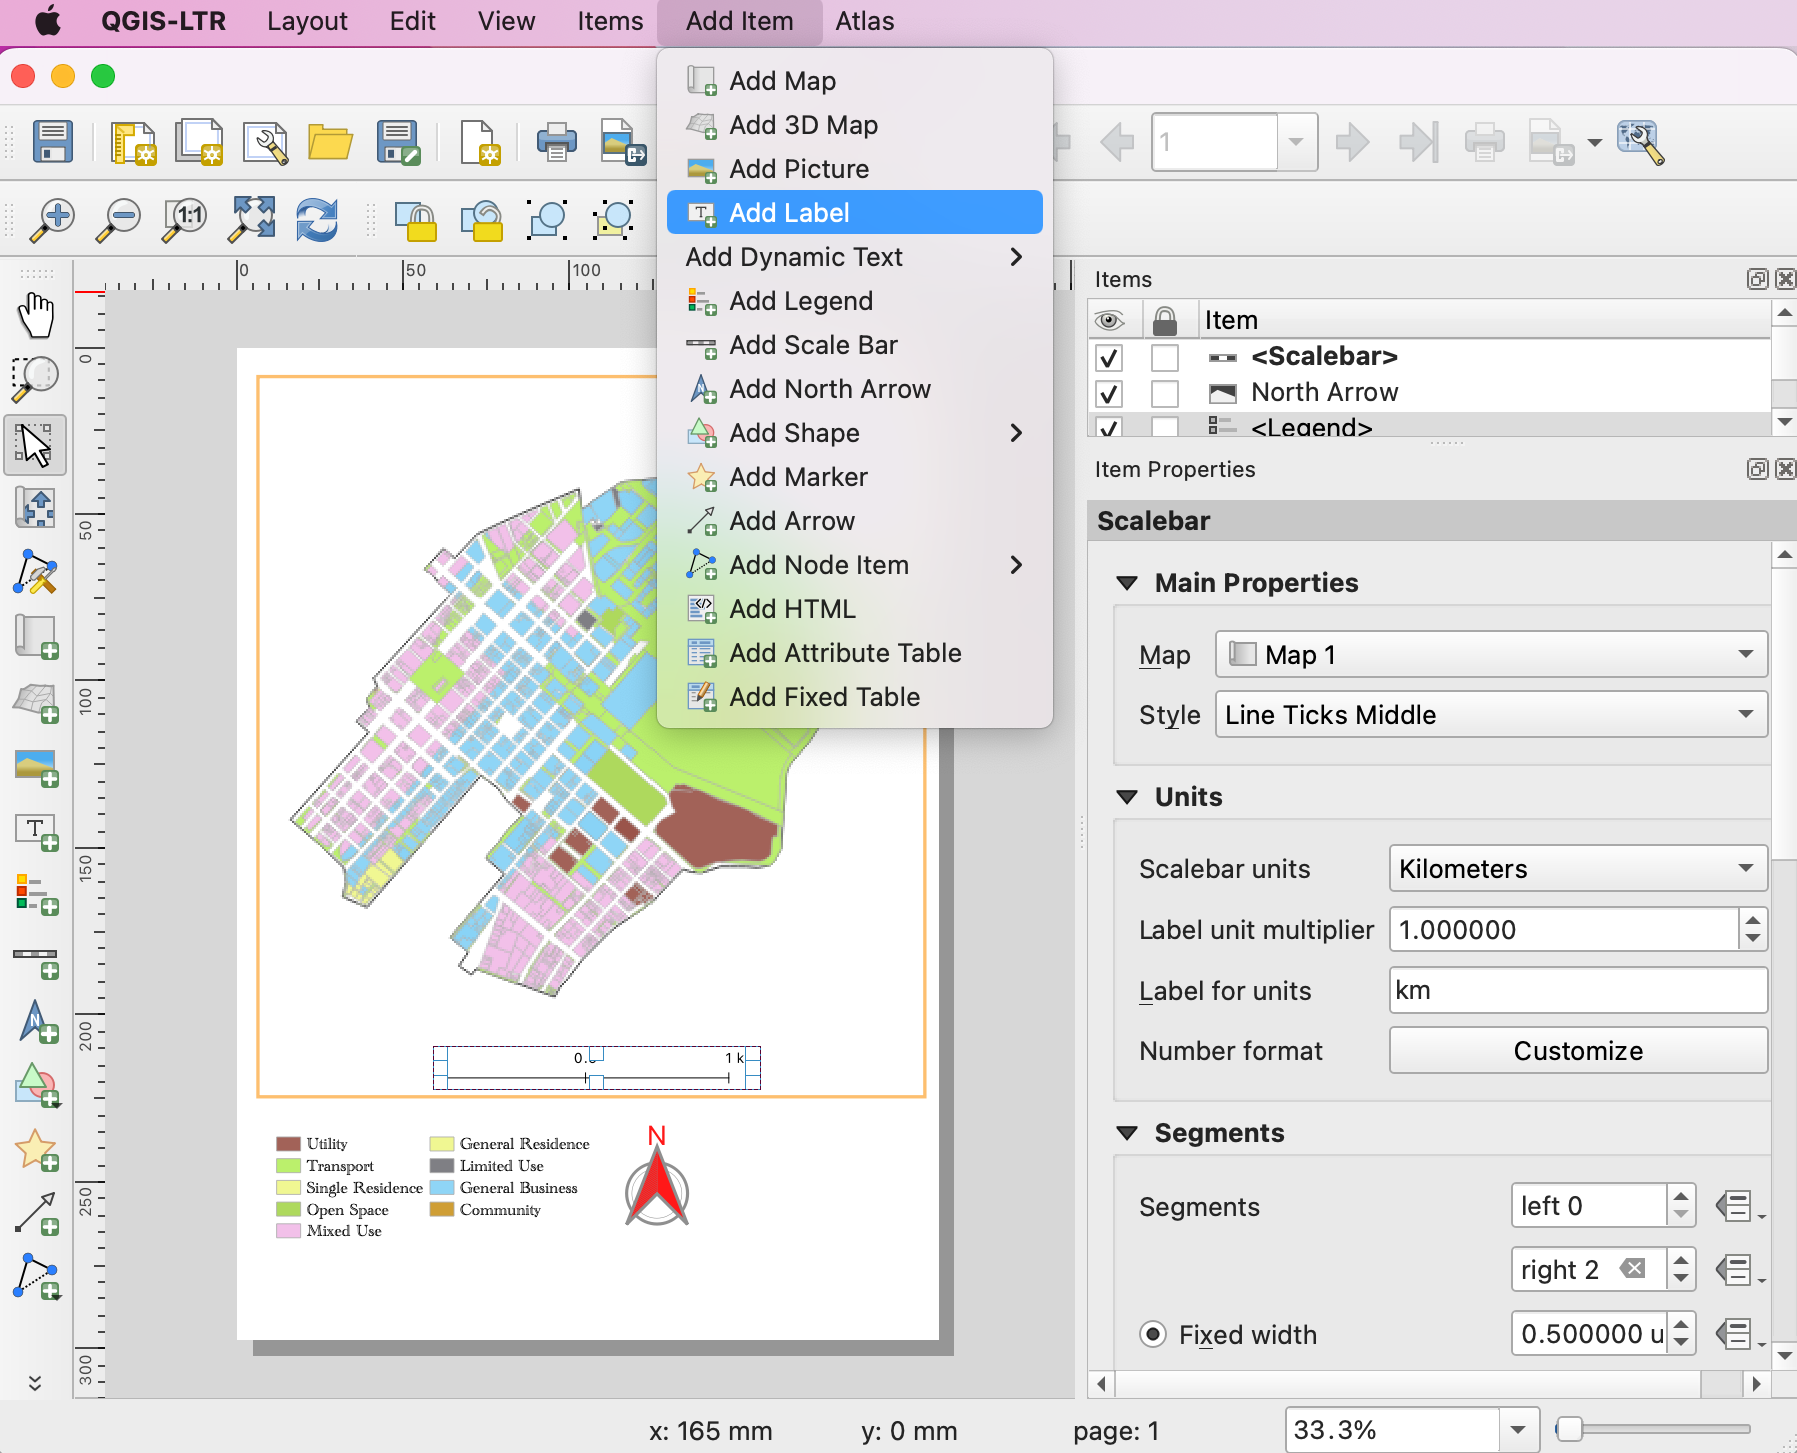 QGIS-LTR Layout Edit View Items Add Item Atlas
Add Map
Add 3D Map
Add Picture
Add Label
Add Dynamic Text
Add Legend
Add Scale Bar
Add North Arrow
Add Shape
Add Marker
Add Arrow
Add Node Item
Add HTML
Add Attribute Table
Add Fixed Table
1
1:1
0 50 100
0
50
100
150
200
250
300
Items
Item
<Scalebar>
North Arrow
<Legend>
Item Properties
Scalebar
Main Properties
Map Map 1
Style Line Ticks Middle
Units
Scalebar units Kilometers
Label unit multiplier 1.000000
Label for units km
Number format Customize
Segments
Segments left 0
right 2
Fixed width 0.500000 u
1 k
N
Utility
Transport
Single Residence
Open Space
Mixed Use
General Residence
Limited Use
General Business
Community
x: 165 mm y: 0 mm page: 1 33.3%